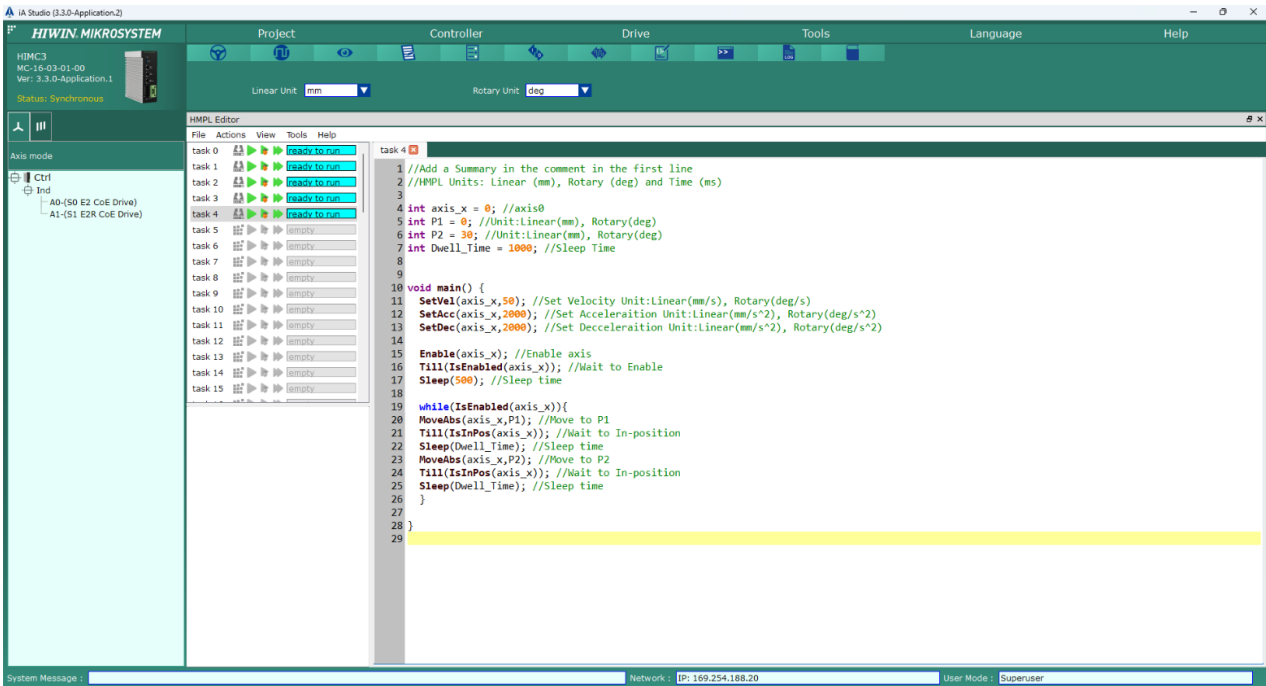 iA Studio (3.3.0-Application.2)
HIWIN. MIKROSYSTEM
Project Controller Drive Tools Language Help
HIMC3
MC-16-03-01-00
Ver: 3.3.0-Application.1
Status: Synchronous
Linear Unit mm Rotary Unit deg
Axis mode
Ctrl
Ind
A0-(S0 E2 CoE Drive)
A1-(S1 E2R CoE Drive)
HMPL Editor
File Actions View Tools Help
task 0 ready to run
task 1 ready to run
task 2 ready to run
task 3 ready to run
task 4 ready to run
task 5 empty
task 6 empty
task 7 empty
task 8 empty
task 9 empty
task 10 empty
task 11 empty
task 12 empty
task 13 empty
task 14 empty
task 15 empty
task 4
1 //Add a Summary in the comment in the first line
2 //HMPL Units: Linear (mm), Rotary (deg) and Time (ms)
3
4 int axis_x = 0; //axis0
5 int P1 = 0; //Unit:Linear(mm), Rotary(deg)
6 int P2 = 30; //Unit:Linear(mm), Rotary(deg)
7 int Dwell_Time = 1000; //Sleep Time
8
9
10 void main() {
11 SetVel(axis_x,50); //Set Velocity Unit:Linear(mm/s), Rotary(deg/s)
12 SetAcc(axis_x,2000); //Set Acceleraition Unit:Linear(mm/s^2), Rotary(deg/s^2)
13 SetDec(axis_x,2000); //Set Decceleraition Unit:Linear(mm/s^2), Rotary(deg/s^2)
14
15 Enable(axis_x); //Enable axis
16 Till(IsEnabled(axis_x)); //Wait to Enable
17 Sleep(500); //Sleep time
18
19 while(IsEnabled(axis_x)){
20 MoveAbs(axis_x,P1); //Move to P1
21 Till(IsInPos(axis_x)); //Wait to In-position
22 Sleep(Dwell_Time); //Sleep time
23 MoveAbs(axis_x,P2); //Move to P2
24 Till(IsInPos(axis_x)); //Wait to In-position
25 Sleep(Dwell_Time); //Sleep time
26 }
27
28 }
29
System Message : Network : IP: 169.254.188.20 User Mode : Superuser